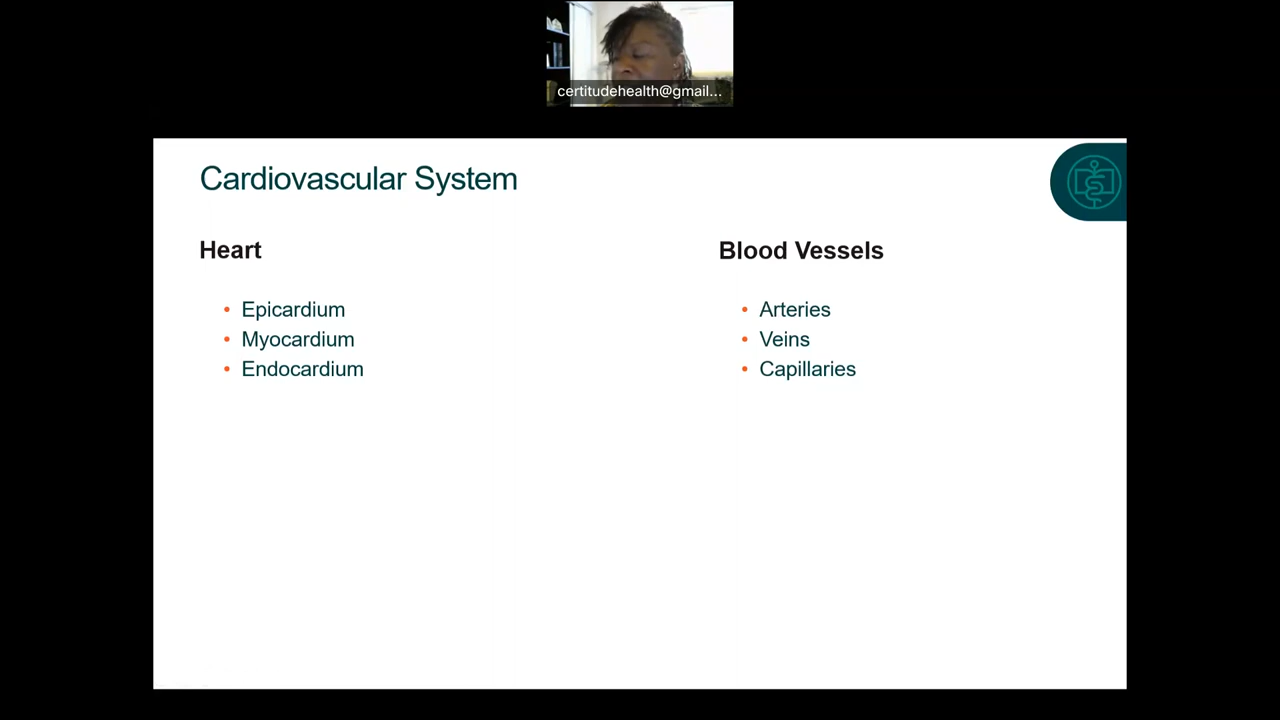 certitudehealth@gmail...
Cardiovascular System
Heart
Epicardium
Myocardium
Endocardium
Blood Vessels
Arteries
Veins
Capillaries